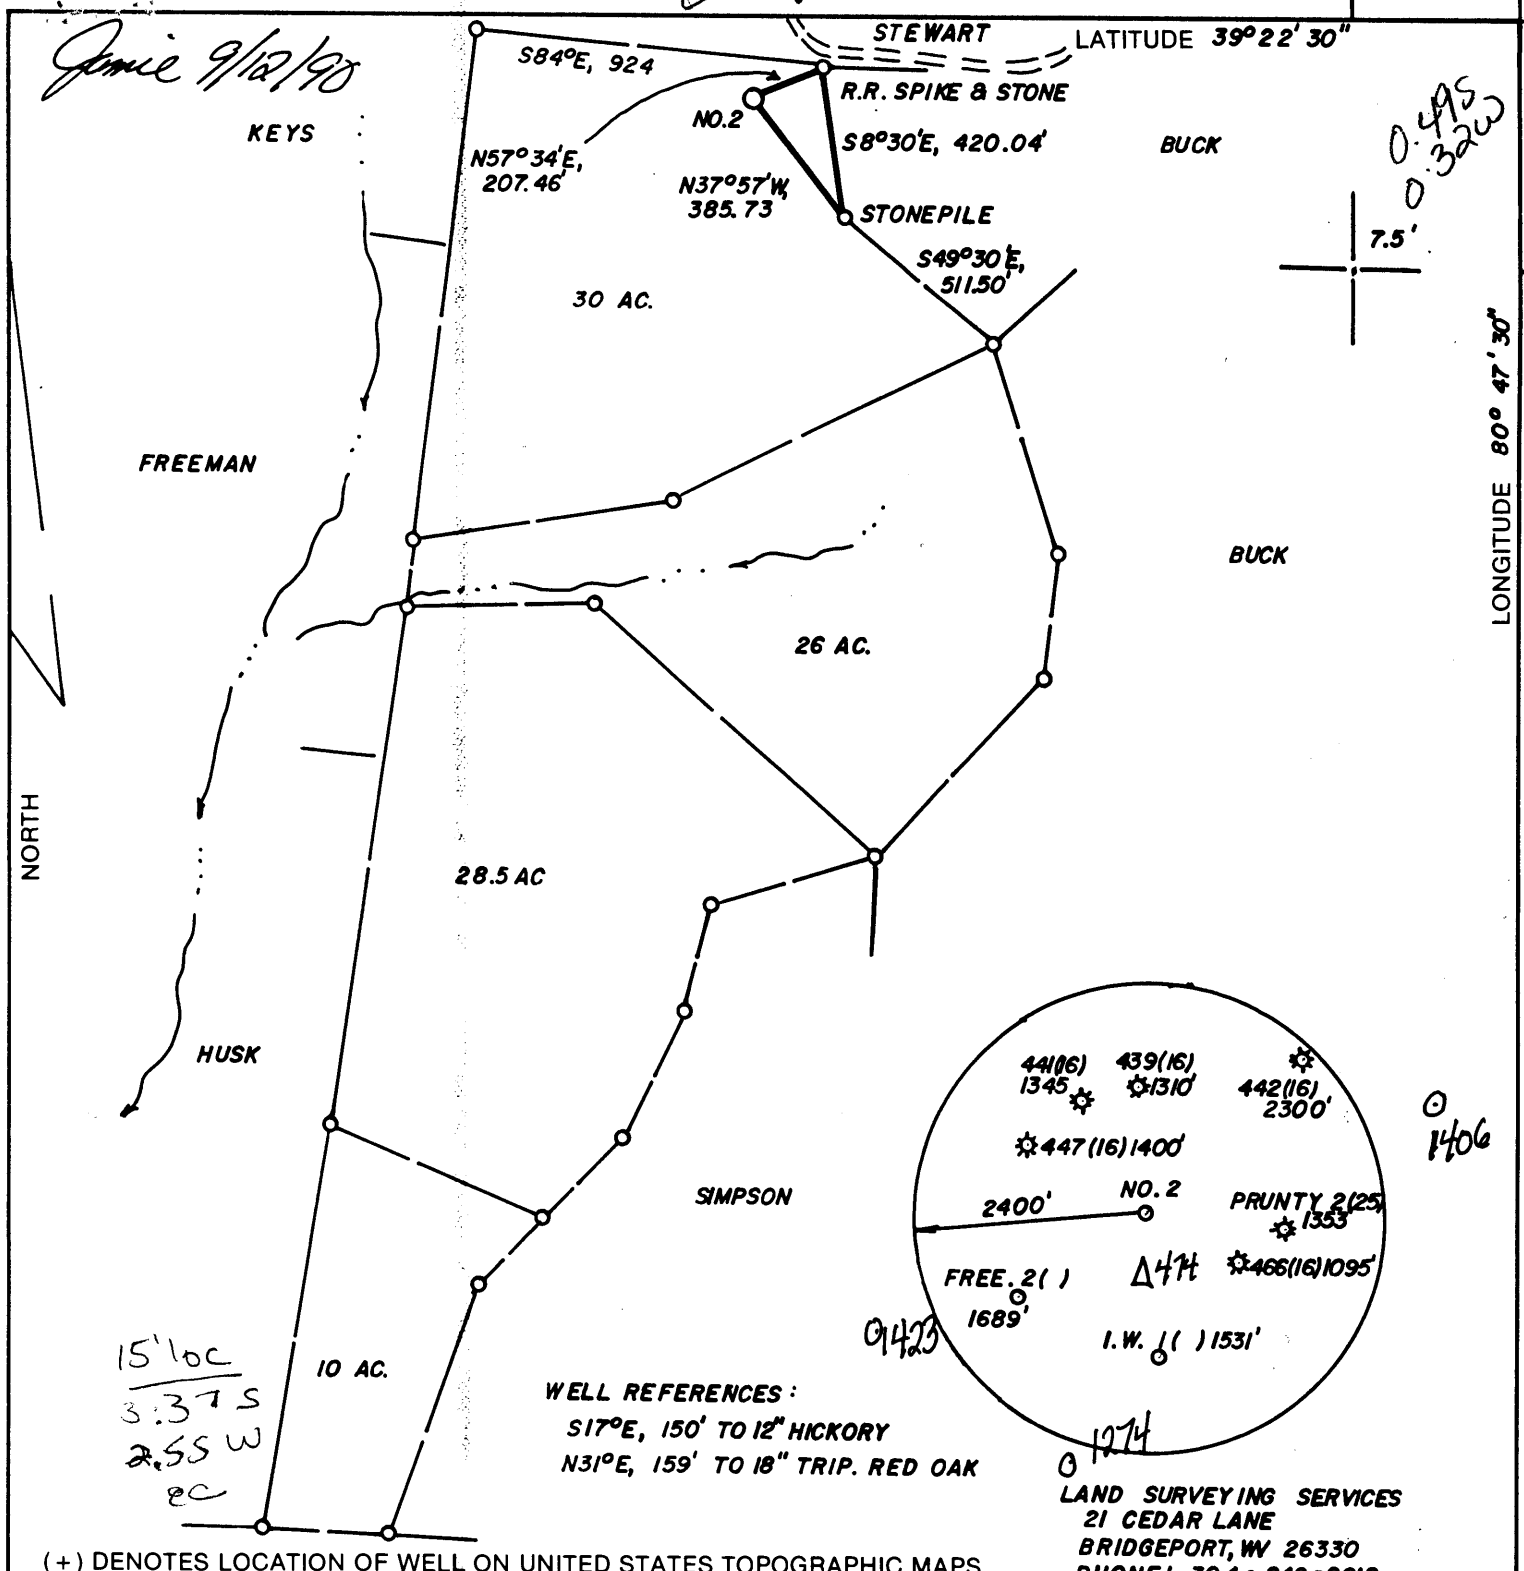 Jamie 9/12/90
STEWART
LATITUDE 39° 22' 30"
S84°E, 924
R.R. SPIKE & STONE
KEYS
NO.2
S8°30'E, 420.04'
BUCK
0.49S
0.32W
N57°34'E,
207.46'
N37°57'W,
385.73
STONEPILE
7.5'
S49°30'E,
511.50'
30 AC.
LONGITUDE 80° 47' 30"
FREEMAN
BUCK
26 AC.
NORTH
28.5 AC
HUSK
441(16)
1345
439(16)
1310'
442(16)
2300'
1406
447(16) 1400'
SIMPSON
NO. 2
2400'
PRUNTY 2(25)
1353
FREE. 2( )
1689'
474
466(16) 1095'
1423
I.W. 1( ) 1531'
15' loc
3.37 S
2.55 W
ec
10 AC.
WELL REFERENCES:
S17°E, 150' TO 12" HICKORY
N31°E, 159' TO 18" TRIP. RED OAK
1274
LAND SURVEYING SERVICES
21 CEDAR LANE
BRIDGEPORT, WV 26330
(+) DENOTES LOCATION OF WELL ON UNITED STATES TOPOGRAPHIC MAPS